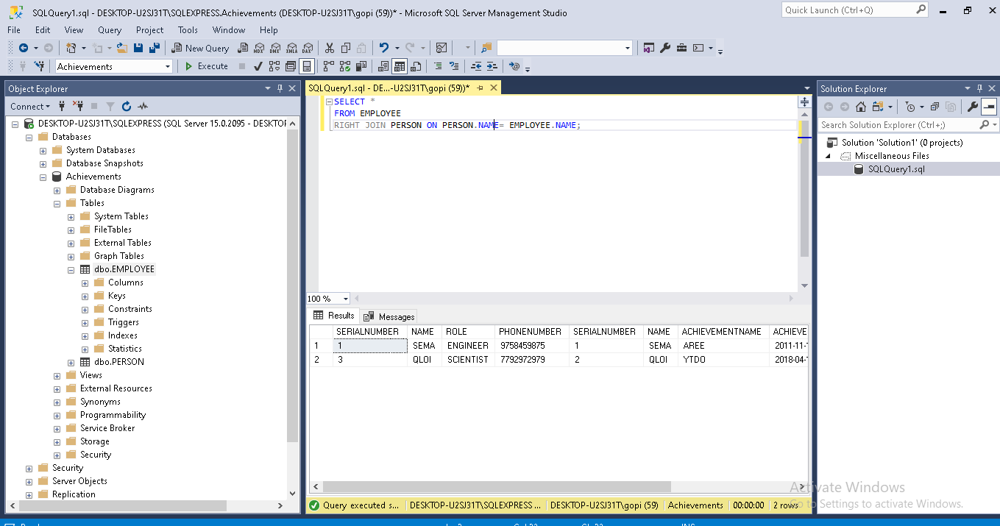 SQLQuery1.sql - DESKTOP-U2SJ31T\SQLEXPRESS.Achievements (DESKTOP-U2SJ31T\gopi (59))* - Microsoft SQL Server Management Studio
Quick Launch (Ctrl+Q)
File Edit View Query Project Tools Window Help
New Query MDX DMX XMLA DAX
Achievements Execute
Object Explorer
Connect
DESKTOP-U2SJ31T\SQLEXPRESS (SQL Server 15.0.2095 - DESKTOP
Databases
System Databases
Database Snapshots
Achievements
Database Diagrams
Tables
System Tables
FileTables
External Tables
Graph Tables
dbo.EMPLOYEE
Columns
Keys
Constraints
Triggers
Indexes
Statistics
dbo.PERSON
Views
External Resources
Synonyms
Programmability
Service Broker
Storage
Security
Security
Server Objects
Replication
SQLQuery1.sql - DE...-U2SJ31T\gopi (59))*
SELECT *
FROM EMPLOYEE
RIGHT JOIN PERSON ON PERSON.NAME= EMPLOYEE.NAME;
100 %
Results Messages
SERIALNUMBER NAME ROLE PHONENUMBER SERIALNUMBER NAME ACHIEVEMENTNAME ACHIEVE
1 1 SEMA ENGINEER 9758459875 1 SEMA AREE 2011-11-
2 3 QLOI SCIENTIST 7792972979 2 QLOI YTDO 2018-04-
Query executed s... DESKTOP-U2SJ31T\SQLEXPRESS ... DESKTOP-U2SJ31T\gopi (59) Achievements 00:00:00 2 rows
Solution Explorer
Search Solution Explorer (Ctrl+;)
Solution 'Solution1' (0 projects)
Miscellaneous Files
SQLQuery1.sql
Activate Windows
Go to Settings to activate Windows.